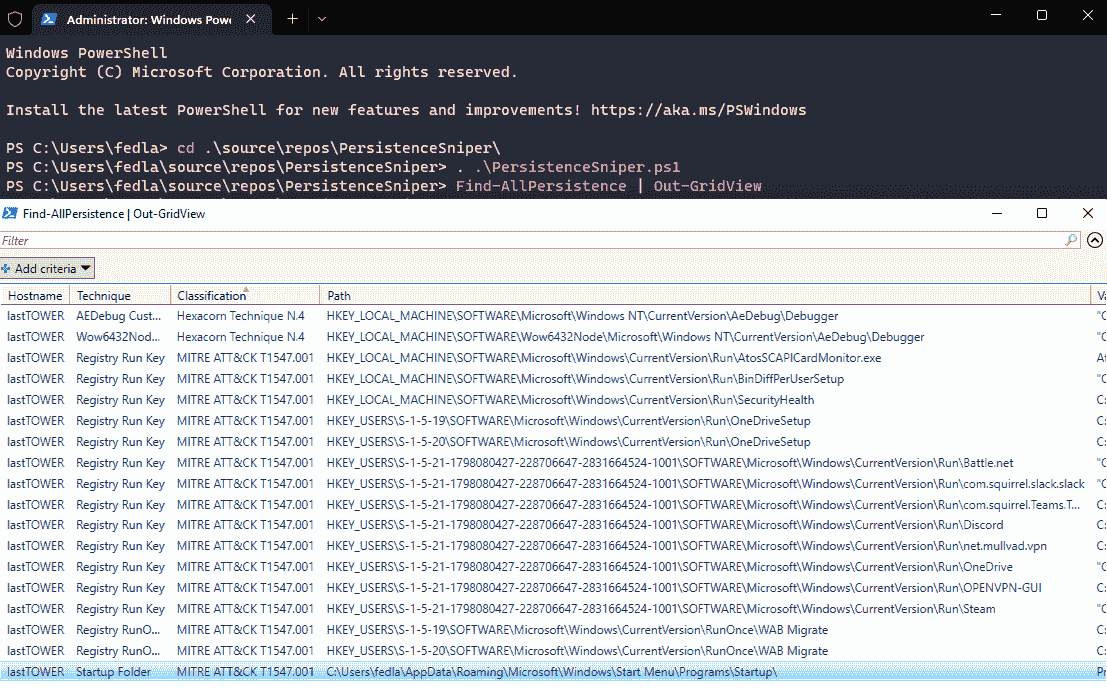 Administrator: Windows Powe
Windows PowerShell
Copyright (C) Microsoft Corporation. All rights reserved.
Install the latest PowerShell for new features and improvements! https://aka.ms/PSWindows
PS C:\Users\fedla> cd .\source\repos\PersistenceSniper\
PS C:\Users\fedla\source\repos\PersistenceSniper> . .\PersistenceSniper.ps1
PS C:\Users\fedla\source\repos\PersistenceSniper> Find-AllPersistence | Out-GridView
Find-AllPersistence | Out-GridView
Filter
Add criteria
Hostname Technique Classification Path Va
lastTOWER AEDebug Cust... Hexacorn Technique N.4 HKEY_LOCAL_MACHINE\SOFTWARE\Microsoft\Windows NT\CurrentVersion\AeDebug\Debugger "C
lastTOWER Wow6432Nod... Hexacorn Technique N.4 HKEY_LOCAL_MACHINE\SOFTWARE\Wow6432Node\Microsoft\Windows NT\CurrentVersion\AeDebug\Debugger "C
lastTOWER Registry Run Key MITRE ATT&CK T1547.001 HKEY_LOCAL_MACHINE\SOFTWARE\Microsoft\Windows\CurrentVersion\Run\AtosSCAPICardMonitor.exe At
lastTOWER Registry Run Key MITRE ATT&CK T1547.001 HKEY_LOCAL_MACHINE\SOFTWARE\Microsoft\Windows\CurrentVersion\Run\BinDiffPerUserSetup "C
lastTOWER Registry Run Key MITRE ATT&CK T1547.001 HKEY_LOCAL_MACHINE\SOFTWARE\Microsoft\Windows\CurrentVersion\Run\SecurityHealth C:
lastTOWER Registry Run Key MITRE ATT&CK T1547.001 HKEY_USERS\S-1-5-19\SOFTWARE\Microsoft\Windows\CurrentVersion\Run\OneDriveSetup C:
lastTOWER Registry Run Key MITRE ATT&CK T1547.001 HKEY_USERS\S-1-5-20\SOFTWARE\Microsoft\Windows\CurrentVersion\Run\OneDriveSetup C:
lastTOWER Registry Run Key MITRE ATT&CK T1547.001 HKEY_USERS\S-1-5-21-1798080427-228706647-2831664524-1001\SOFTWARE\Microsoft\Windows\CurrentVersion\Run\Battle.net "C
lastTOWER Registry Run Key MITRE ATT&CK T1547.001 HKEY_USERS\S-1-5-21-1798080427-228706647-2831664524-1001\SOFTWARE\Microsoft\Windows\CurrentVersion\Run\com.squirrel.slack.slack "C
lastTOWER Registry Run Key MITRE ATT&CK T1547.001 HKEY_USERS\S-1-5-21-1798080427-228706647-2831664524-1001\SOFTWARE\Microsoft\Windows\CurrentVersion\Run\com.squirrel.Teams.T... C:
lastTOWER Registry Run Key MITRE ATT&CK T1547.001 HKEY_USERS\S-1-5-21-1798080427-228706647-2831664524-1001\SOFTWARE\Microsoft\Windows\CurrentVersion\Run\Discord C:
lastTOWER Registry Run Key MITRE ATT&CK T1547.001 HKEY_USERS\S-1-5-21-1798080427-228706647-2831664524-1001\SOFTWARE\Microsoft\Windows\CurrentVersion\Run\net.mullvad.vpn C:
lastTOWER Registry Run Key MITRE ATT&CK T1547.001 HKEY_USERS\S-1-5-21-1798080427-228706647-2831664524-1001\SOFTWARE\Microsoft\Windows\CurrentVersion\Run\OneDrive "C
lastTOWER Registry Run Key MITRE ATT&CK T1547.001 HKEY_USERS\S-1-5-21-1798080427-228706647-2831664524-1001\SOFTWARE\Microsoft\Windows\CurrentVersion\Run\OPENVPN-GUI C:
lastTOWER Registry Run Key MITRE ATT&CK T1547.001 HKEY_USERS\S-1-5-21-1798080427-228706647-2831664524-1001\SOFTWARE\Microsoft\Windows\CurrentVersion\Run\Steam "C
lastTOWER Registry RunO... MITRE ATT&CK T1547.001 HKEY_USERS\S-1-5-19\SOFTWARE\Microsoft\Windows\CurrentVersion\RunOnce\WAB Migrate C:
lastTOWER Registry RunO... MITRE ATT&CK T1547.001 HKEY_USERS\S-1-5-20\SOFTWARE\Microsoft\Windows\CurrentVersion\RunOnce\WAB Migrate C:
lastTOWER Startup Folder MITRE ATT&CK T1547.001 C:\Users\fedla\AppData\Roaming\Microsoft\Windows\Start Menu\Programs\Startup\ Pr